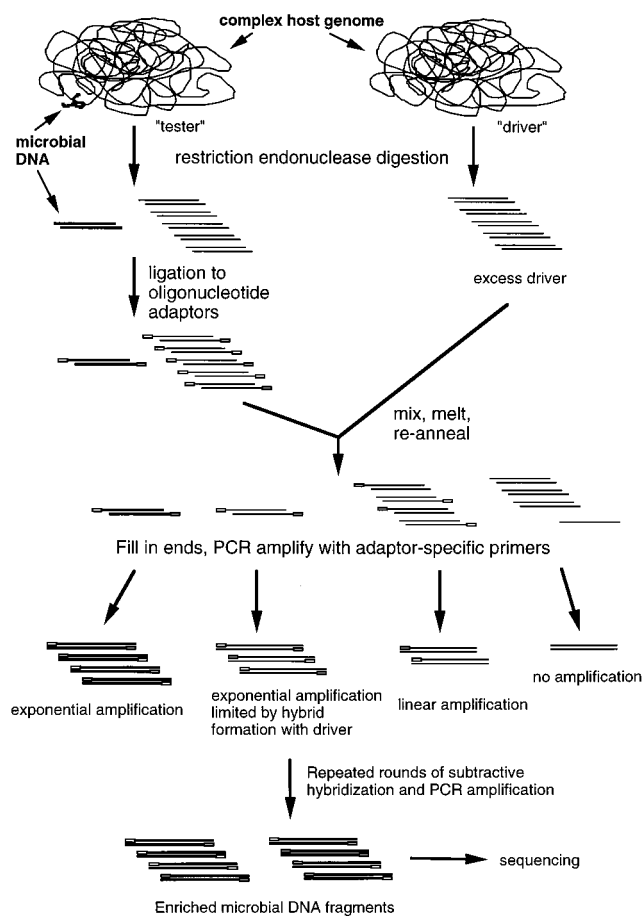 complex host genome
"tester"
"driver"
microbial
DNA
restriction endonuclease digestion
ligation to
oligonucleotide
adaptors
excess driver
mix, melt,
re-anneal
Fill in ends, PCR amplify with adaptor-specific primers
exponential amplification
exponential amplification
limited by hybrid
formation with driver
linear amplification
no amplification
Repeated rounds of subtractive
hybridization and PCR amplification
sequencing
Enriched microbial DNA fragments